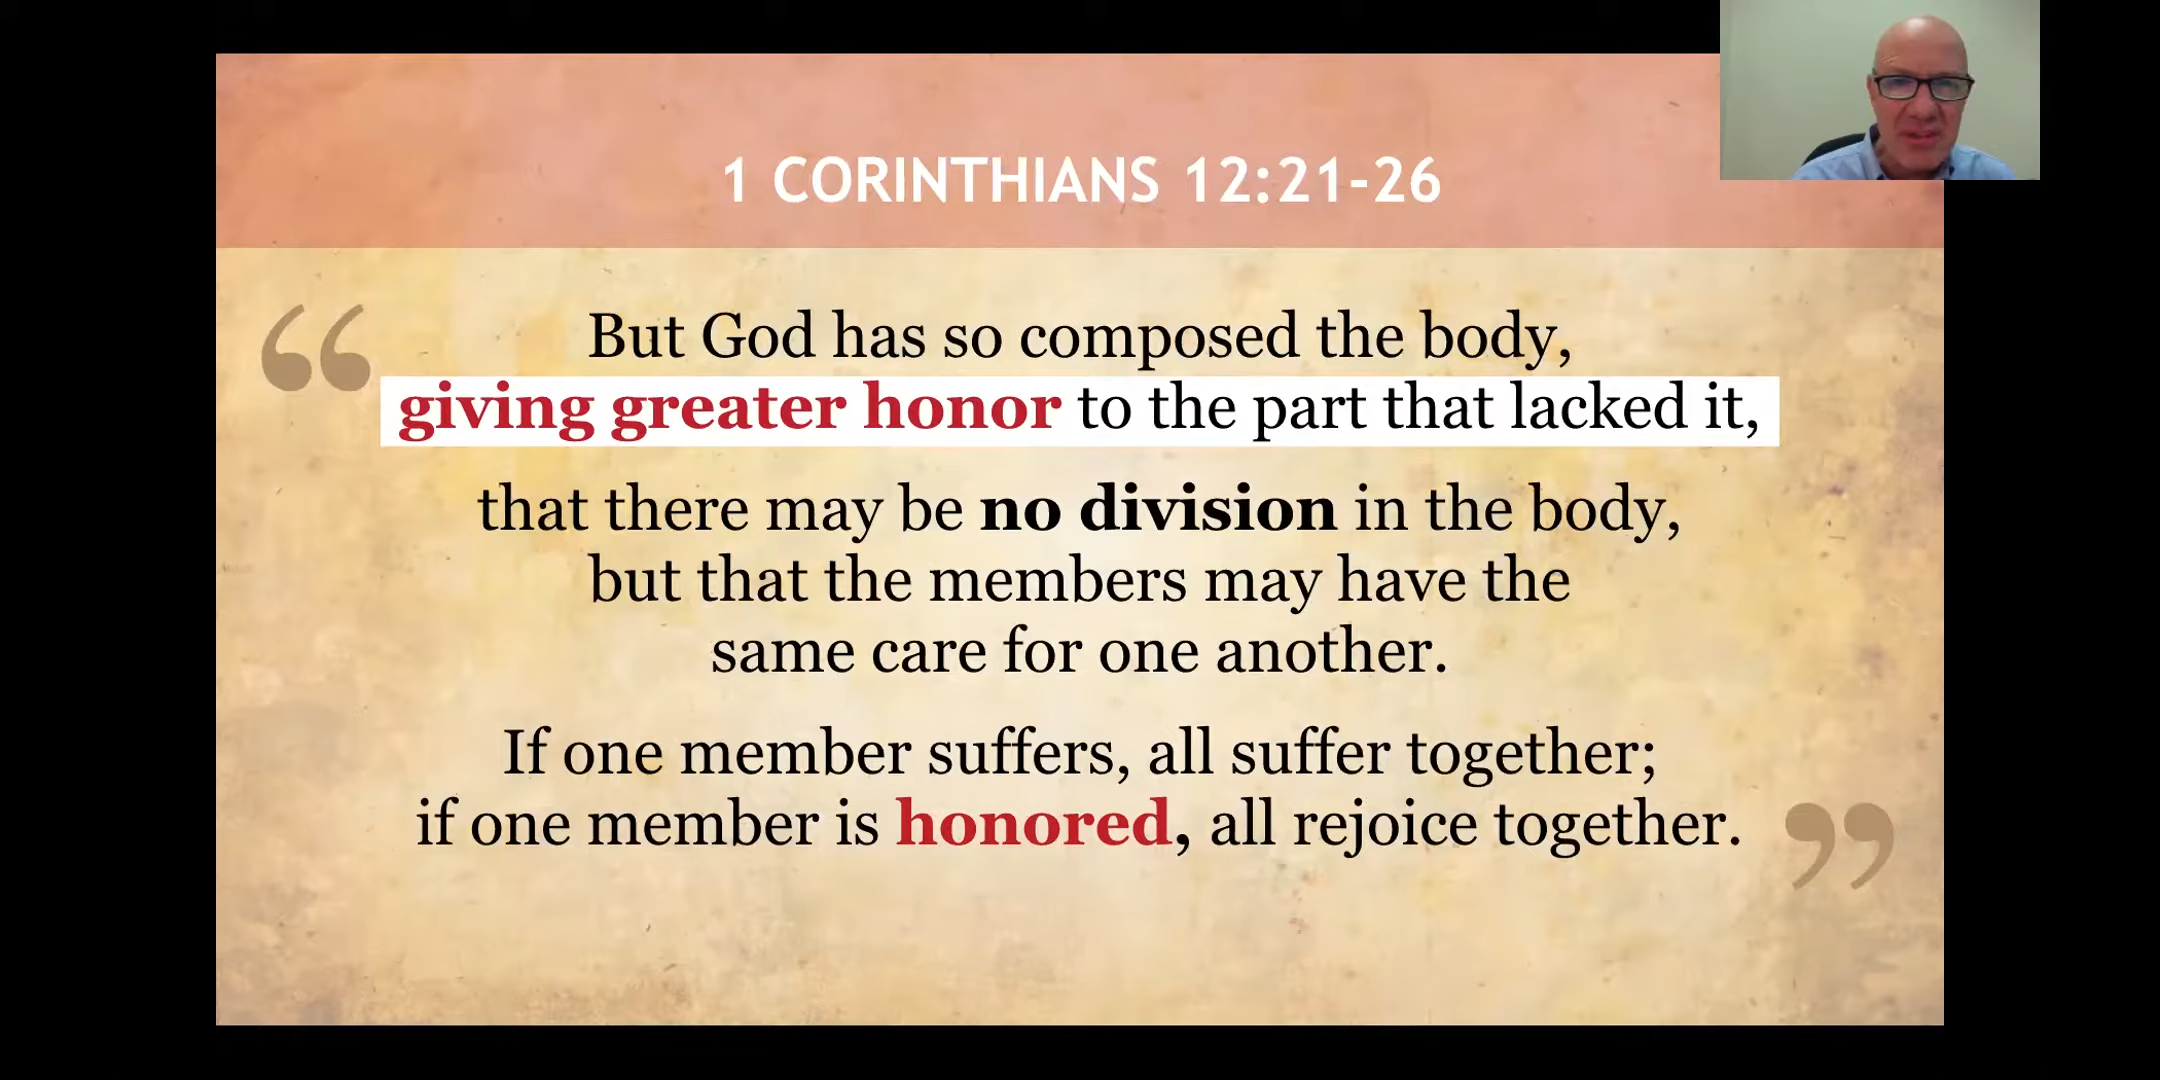 1 CORINTHIANS 12:21-26
“But God has so composed the body,
giving greater honor to the part that lacked it,
that there may be no division in the body,
but that the members may have the
same care for one another.
If one member suffers, all suffer together;
if one member is honored, all rejoice together.”